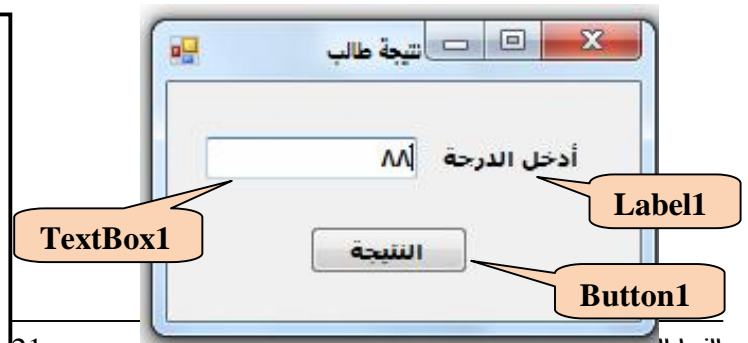 نتيجة طالب
أدخل الدرجة ٨٨
Label1
TextBox1
النتيجة
Button1